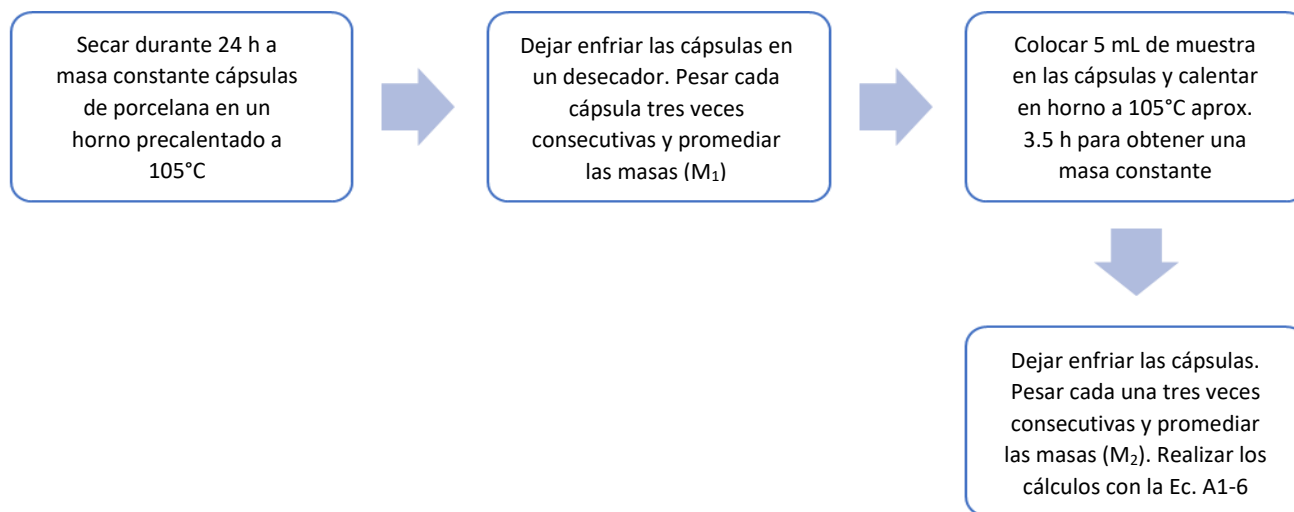 Secar durante 24 h a
masa constante cápsulas
de porcelana en un
horno precalentado a
105°C
Dejar enfriar las cápsulas en
un desecador. Pesar cada
cápsula tres veces
consecutivas y promediar
las masas (M₁)
Colocar 5 mL de muestra
en las cápsulas y calentar
en horno a 105°C aprox.
3.5 h para obtener una
masa constante
Dejar enfriar las cápsulas.
Pesar cada una tres veces
consecutivas y promediar
las masas (M₂). Realizar los
cálculos con la Ec. A1-6